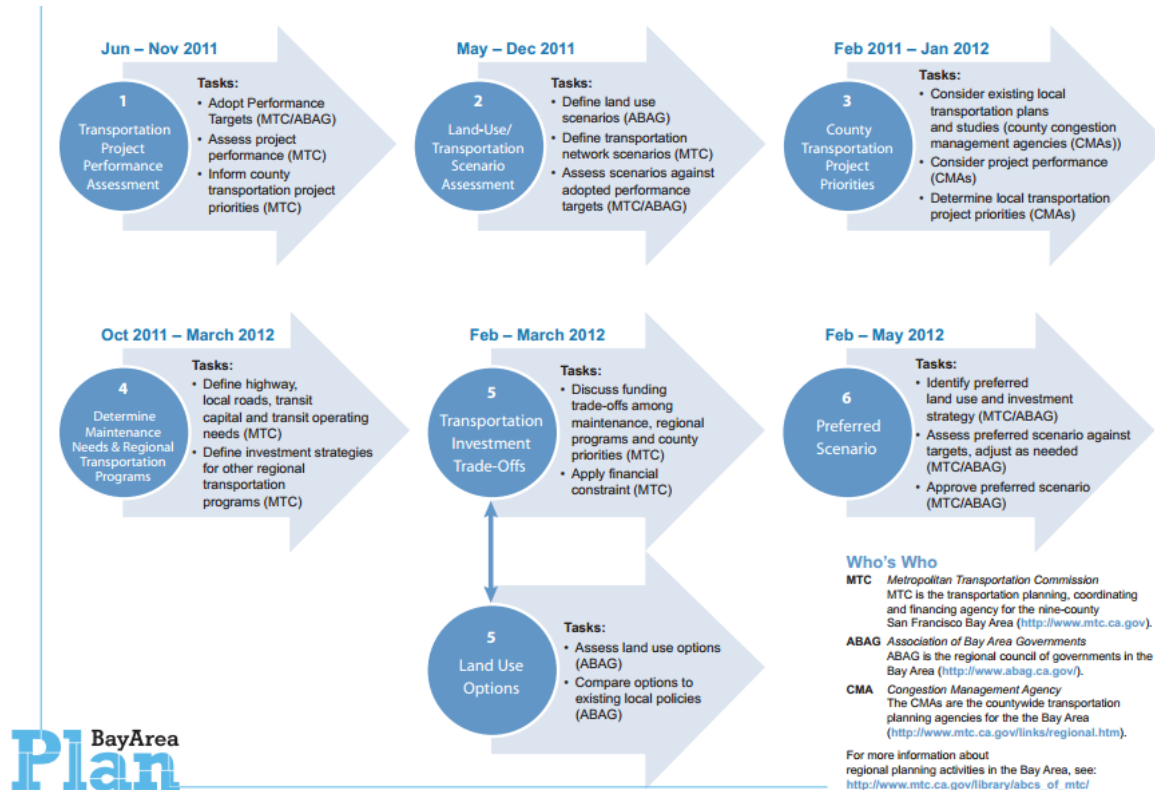 Jun – Nov 2011
1
Transportation
Project
Performance
Assessment
Tasks:
• Adopt Performance
Targets (MTC/ABAG)
• Assess project
performance (MTC)
• Inform county
transportation project
priorities (MTC)
May – Dec 2011
2
Land-Use/
Transportation
Scenario
Assessment
Tasks:
• Define land use
scenarios (ABAG)
• Define transportation
network scenarios (MTC)
• Assess scenarios against
adopted performance
targets (MTC/ABAG)
Feb 2011 – Jan 2012
3
County
Transportation
Project
Priorities
Tasks:
• Consider existing local
transportation plans
and studies (county congestion
management agencies (CMAs))
• Consider project performance
(CMAs)
• Determine local transportation
project priorities (CMAs)
Oct 2011 – March 2012
4
Determine
Maintenance
Needs & Regional
Transportation
Programs
Tasks:
• Define highway,
local roads, transit
capital and transit operating
needs (MTC)
• Define investment strategies
for other regional
transportation
programs (MTC)
Feb – March 2012
5
Transportation
Investment
Trade-Offs
Tasks:
• Discuss funding
trade-offs among
maintenance, regional
programs and county
priorities (MTC)
• Apply financial
constraint (MTC)
Feb – May 2012
6
Preferred
Scenario
Tasks:
• Identify preferred
land use and investment
strategy (MTC/ABAG)
• Assess preferred scenario against
targets, adjust as needed
(MTC/ABAG)
• Approve preferred scenario
(MTC/ABAG)
5
Land Use
Options
Tasks:
• Assess land use options
(ABAG)
• Compare options to
existing local policies
(ABAG)
Who's Who
MTC Metropolitan Transportation Commission
MTC is the transportation planning, coordinating
and financing agency for the nine-county
San Francisco Bay Area (http://www.mtc.ca.gov).
ABAG Association of Bay Area Governments
ABAG is the regional council of governments in the
Bay Area (http://www.abag.ca.gov/).
CMA Congestion Management Agency
The CMAs are the countywide transportation
planning agencies for the the Bay Area
(http://www.mtc.ca.gov/links/regional.htm).
For more information about
regional planning activities in the Bay Area, see:
http://www.mtc.ca.gov/library/abcs_of_mtc/
BayArea
Plan